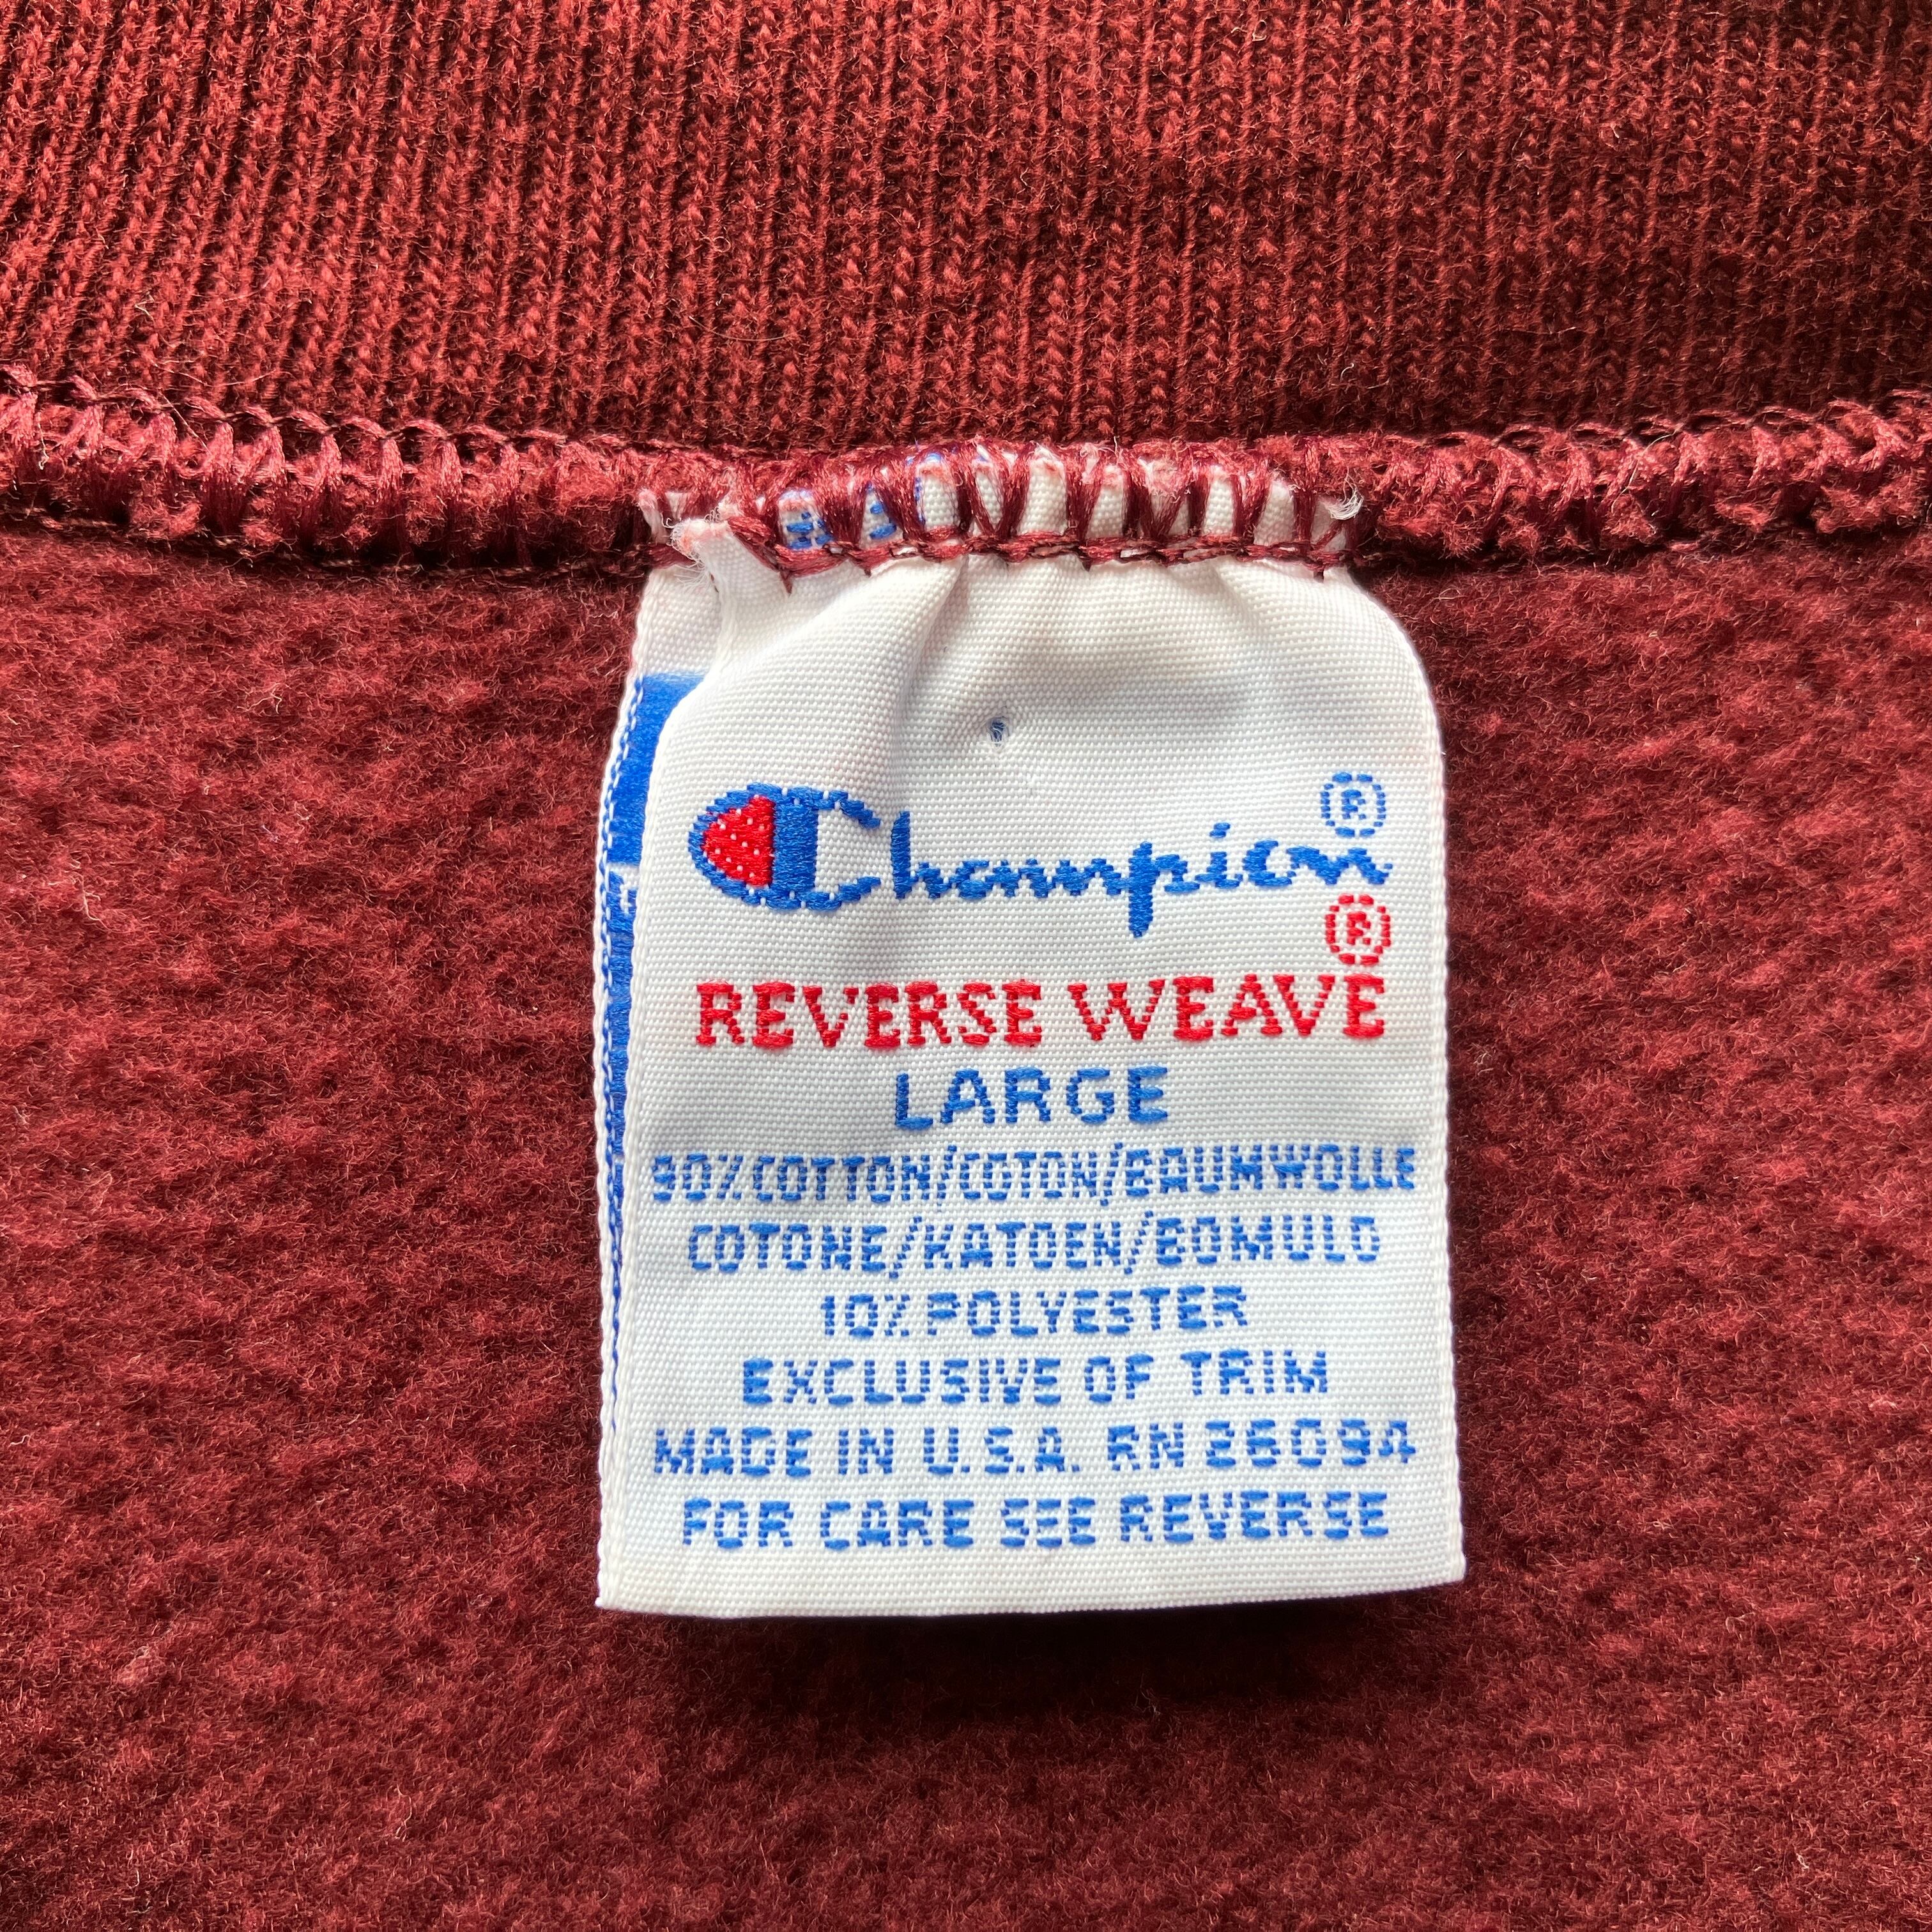 Champion ®
®
REVERSE WEAVE
LARGE
90% COTTON/COTON/BAUMWOLLE
COTONE/KATOEN/BOMULD
10% POLYESTER
EXCLUSIVE OF TRIM
MADE IN U.S.A. RN 26094
FOR CARE SEE REVERSE